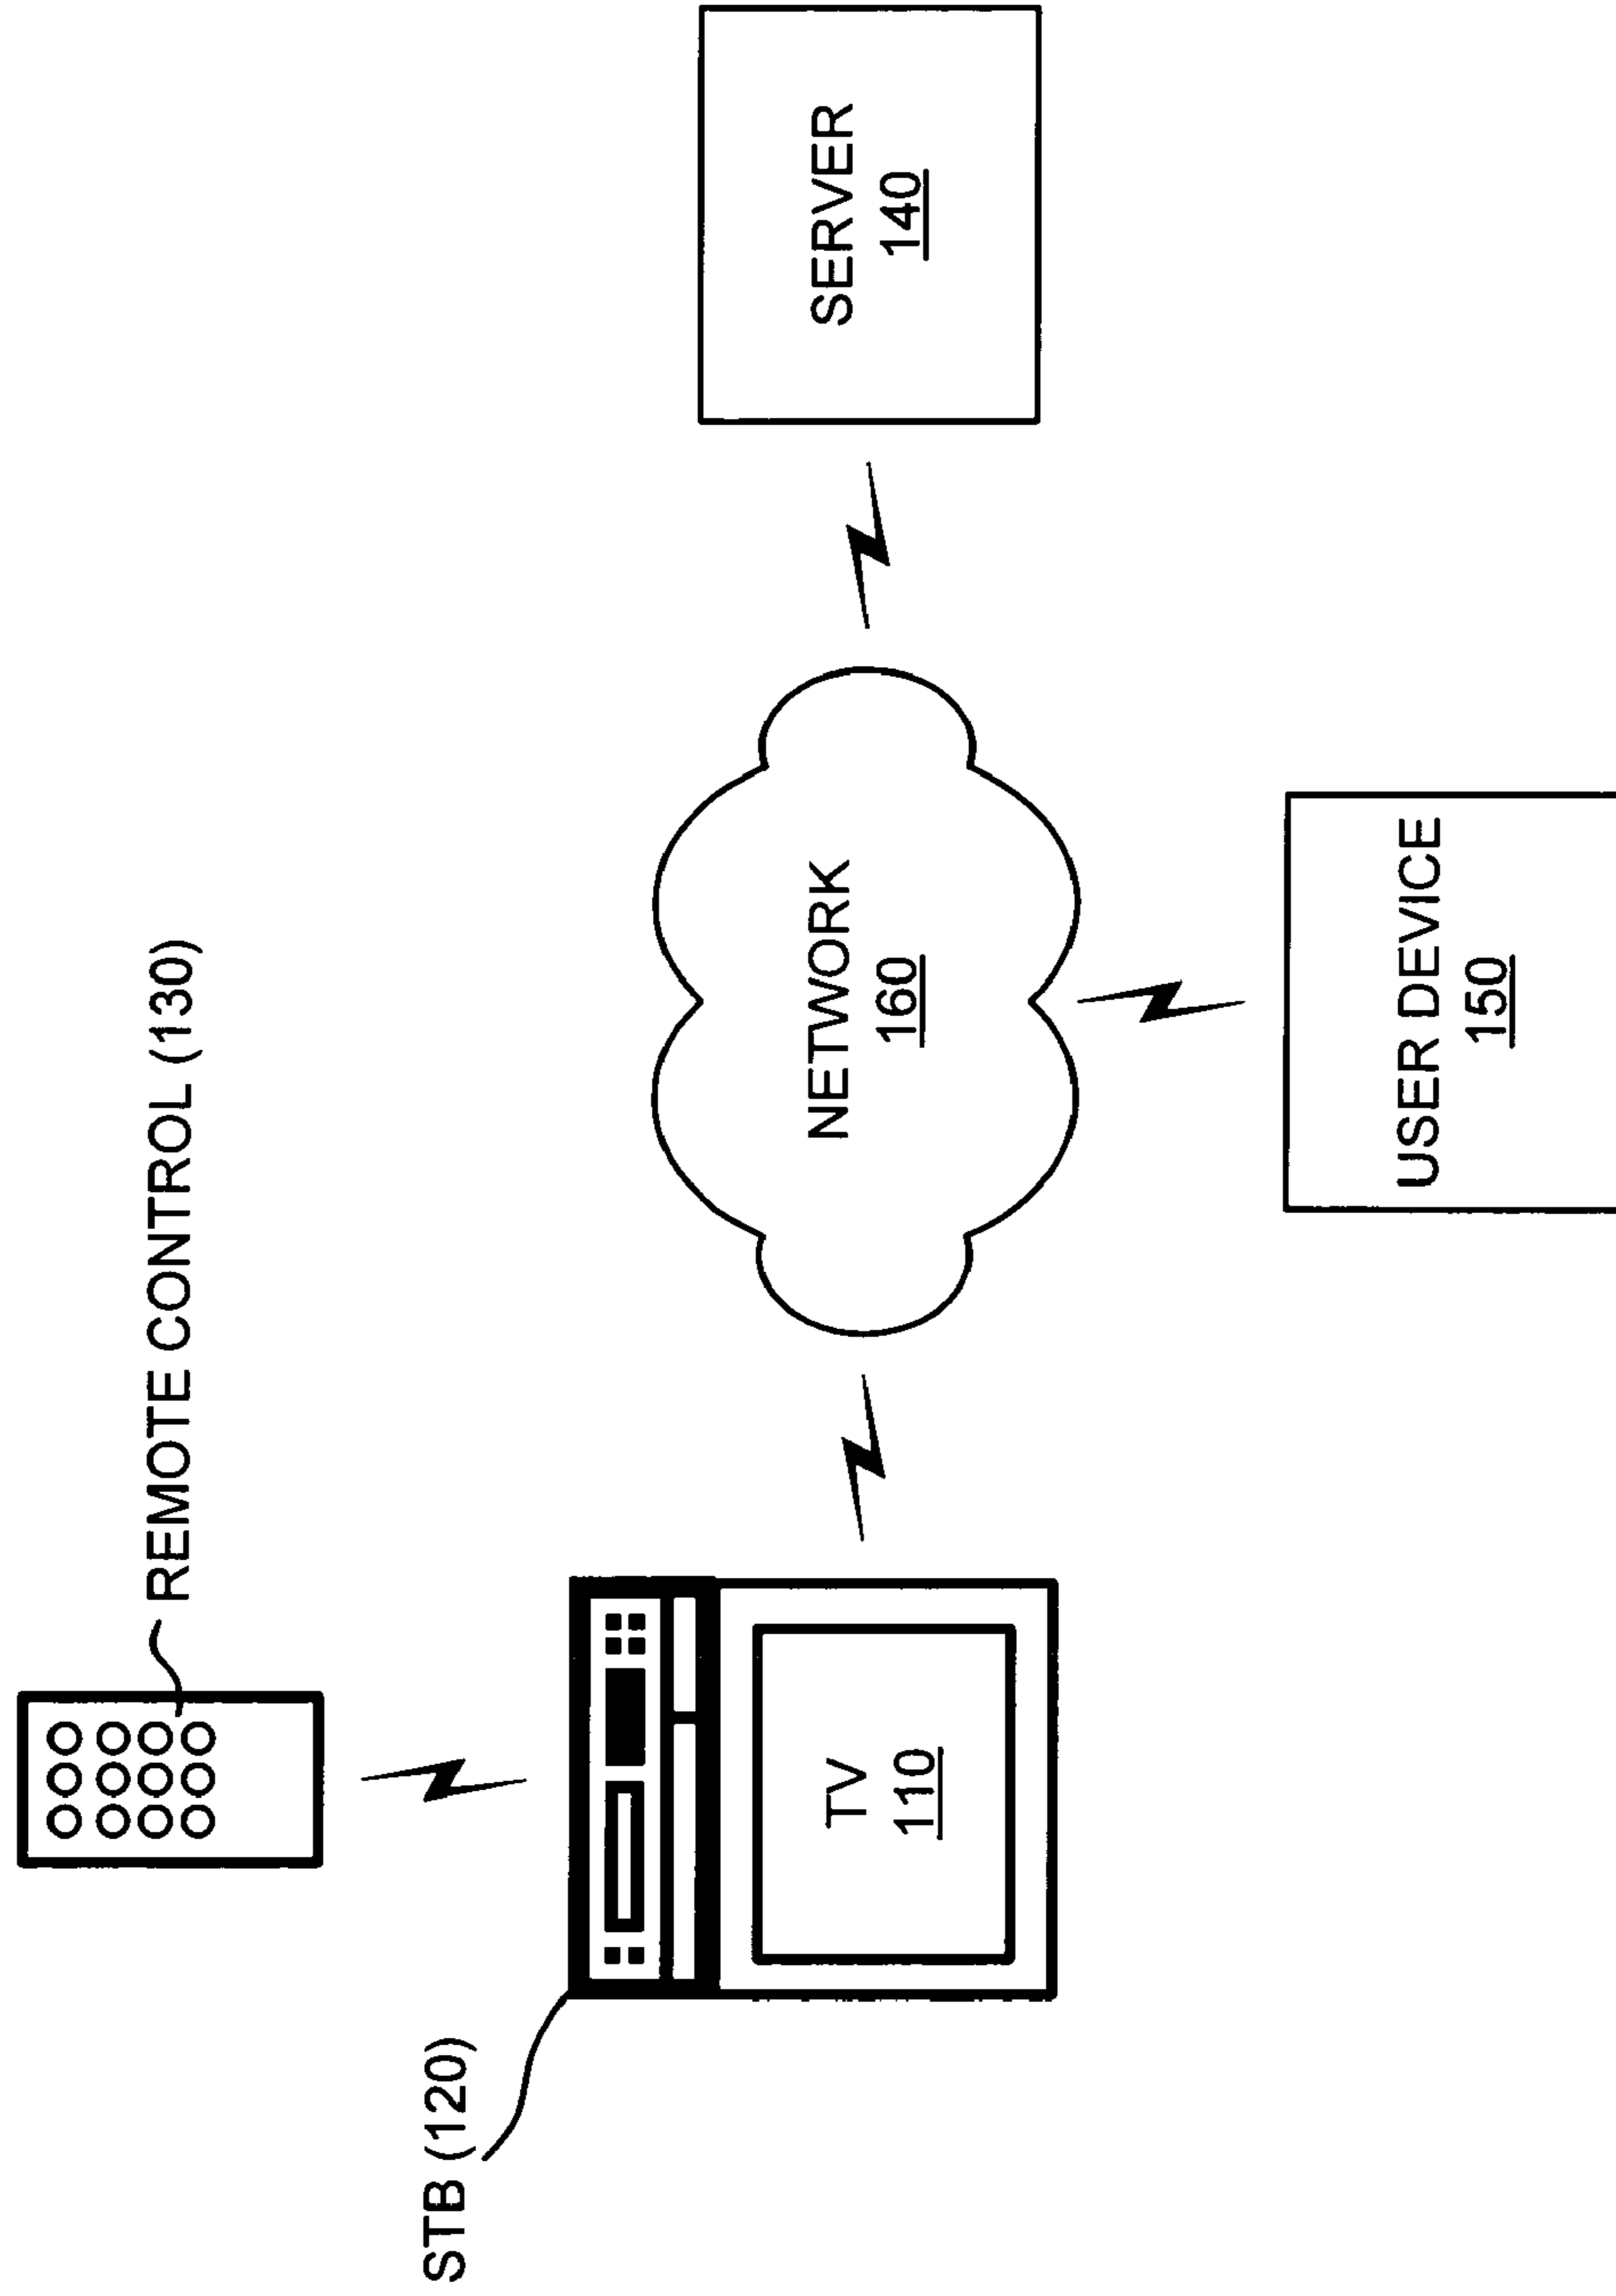 REMOTE CONTROL (130)
STB (120)
TV
110
NETWORK
160
SERVER
140
USER DEVICE
150